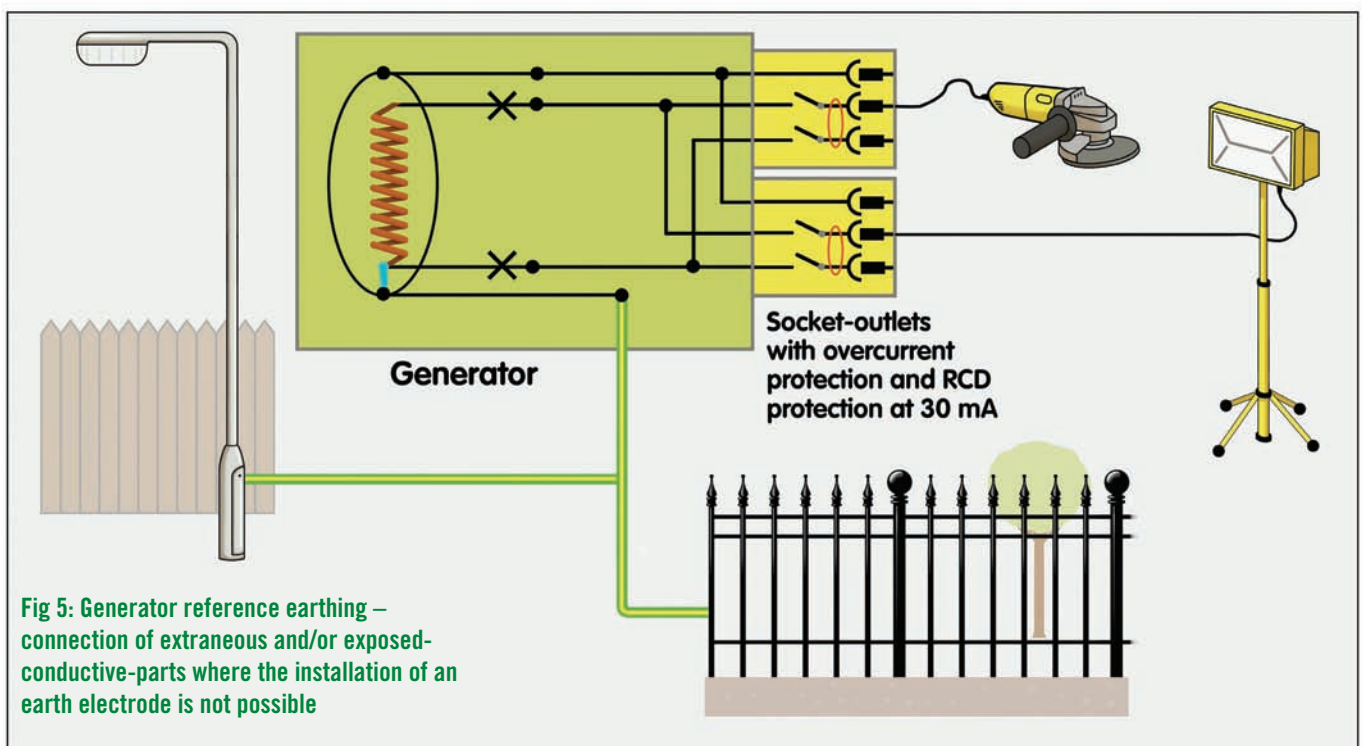 Generator
Socket-outlets
with overcurrent
protection and RCD
protection at 30 mA
Fig 5: Generator reference earthing –
connection of extraneous and/or exposed-
conductive-parts where the installation of an
earth electrode is not possible